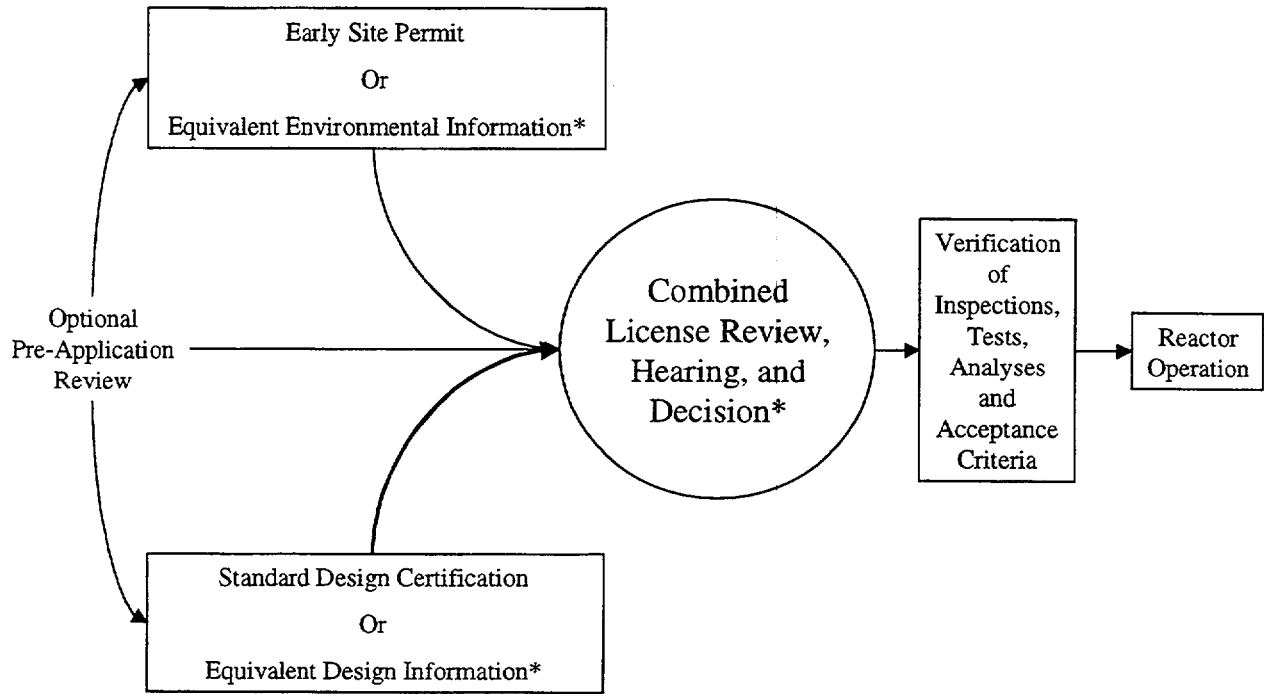 Early Site Permit
Or
Equivalent Environmental Information*
Optional
Pre-Application
Review
Combined
License Review,
Hearing, and
Decision*
Verification
of
Inspections,
Tests,
Analyses
and
Acceptance
Criteria
Reactor
Operation
Standard Design Certification
Or
Equivalent Design Information*